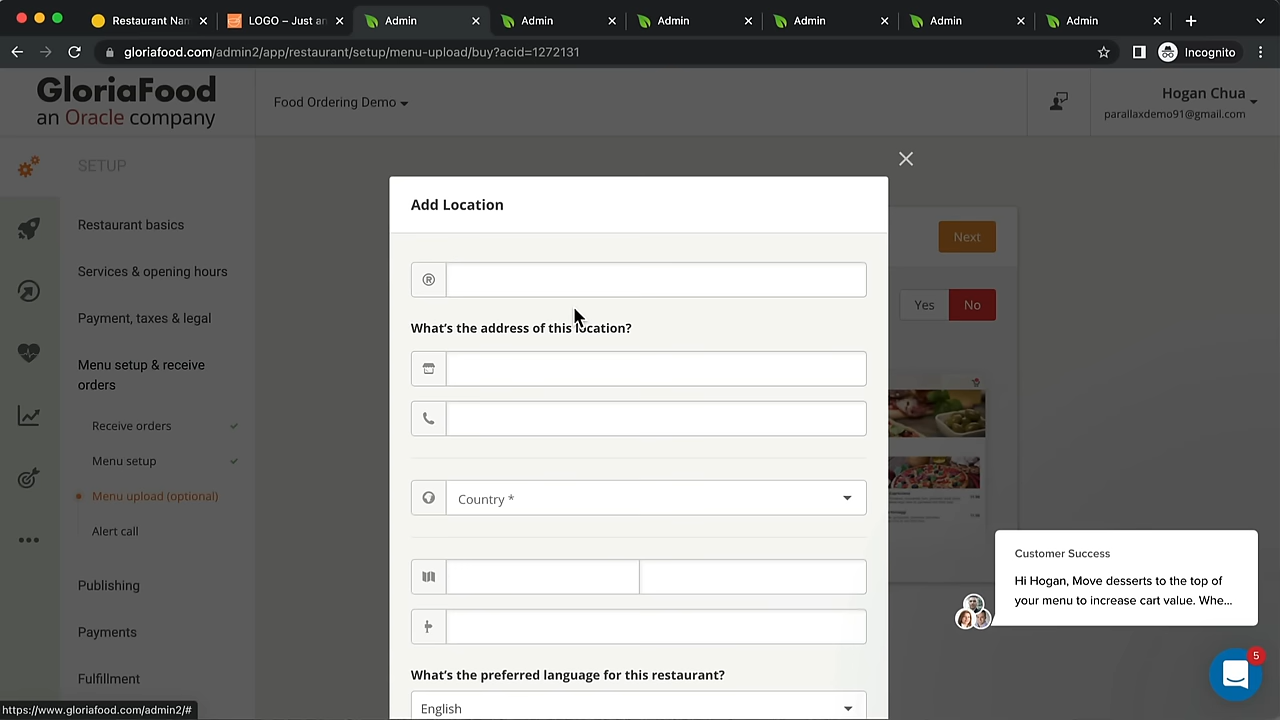 Restaurant Nam
LOGO – Just an
Admin
Admin
Admin
Admin
Admin
Admin
gloriafood.com/admin2/app/restaurant/setup/menu-upload/buy?acid=1272131
Incognito
GloriaFood
an Oracle company
Food Ordering Demo
Hogan Chua
parallaxdemo91@gmail.com
SETUP
Restaurant basics
Services & opening hours
Payment, taxes & legal
Menu setup & receive
orders
Receive orders
Menu setup
Menu upload (optional)
Alert call
Publishing
Payments
Fulfillment
Add Location
What's the address of this location?
Country *
What's the preferred language for this restaurant?
English
Next
Yes
No
Customer Success
Hi Hogan, Move desserts to the top of
your menu to increase cart value. Whe...
5
https://www.gloriafood.com/admin2/#